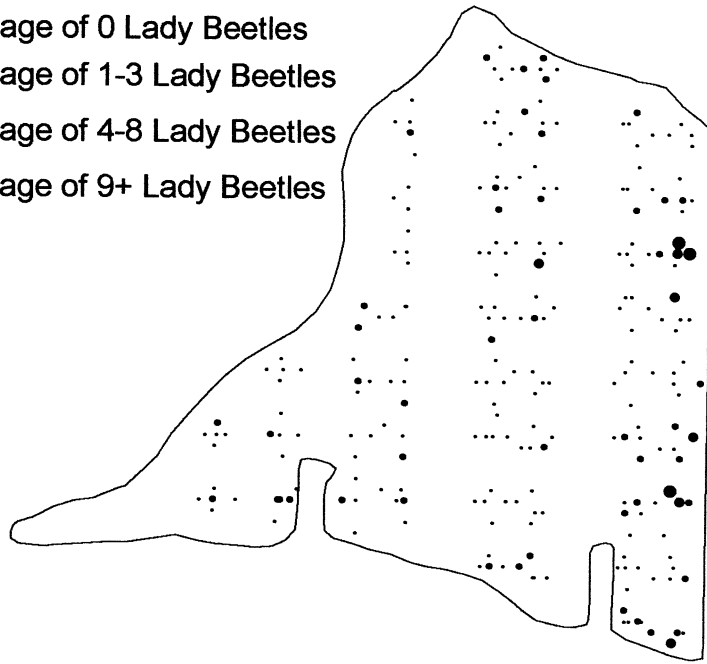 age of 0 Lady Beetles
age of 1-3 Lady Beetles
age of 4-8 Lady Beetles
age of 9+ Lady Beetles